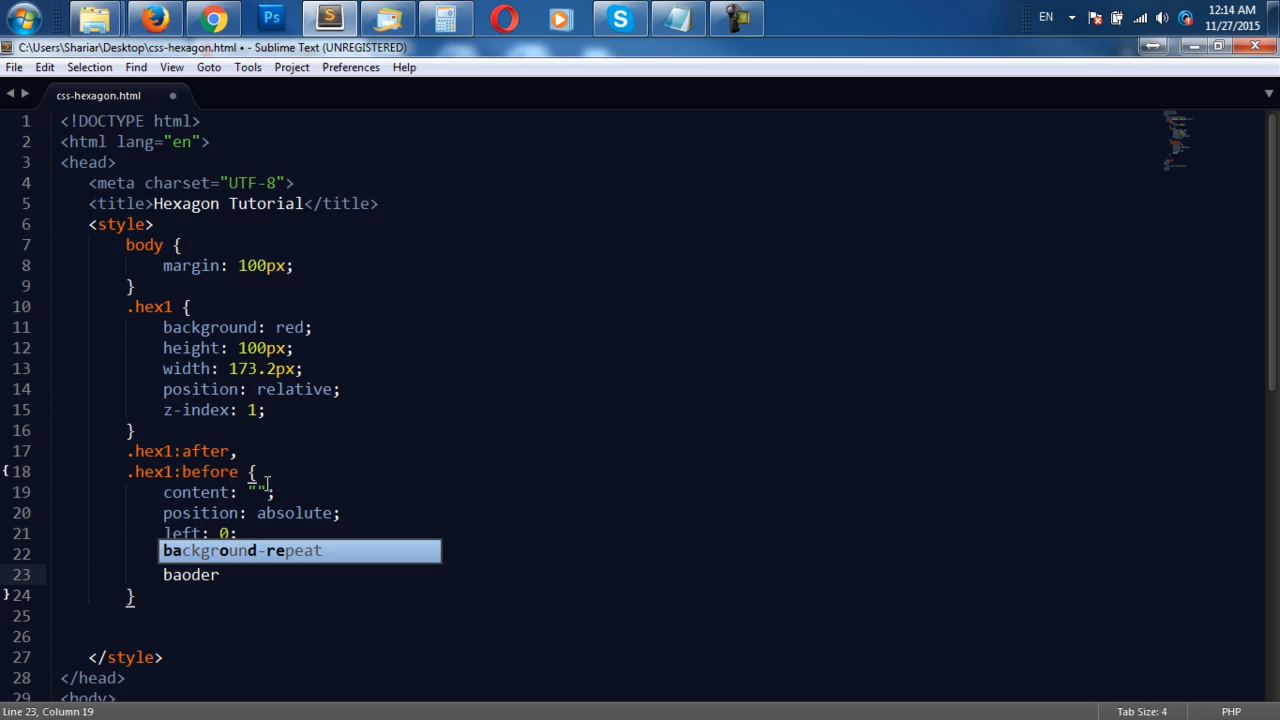 12:14 AM
EN
11/27/2015
C:\Users\Shariar\Desktop\css-hexagon.html • - Sublime Text (UNREGISTERED)
File Edit Selection Find View Goto Tools Project Preferences Help
css-hexagon.html
1 <!DOCTYPE html>
2 <html lang="en">
3 <head>
4 <meta charset="UTF-8">
5 <title>Hexagon Tutorial</title>
6 <style>
7 body {
8 margin: 100px;
9 }
10 .hex1 {
11 background: red;
12 height: 100px;
13 width: 173.2px;
14 position: relative;
15 z-index: 1;
16 }
17 .hex1:after,
18 .hex1:before {
19 content: "";
20 position: absolute;
21 left: 0;
22 background-repeat
23 baoder
24 }
25
26
27 </style>
28 </head>
29 <body>
Line 23, Column 19 Tab Size: 4 PHP